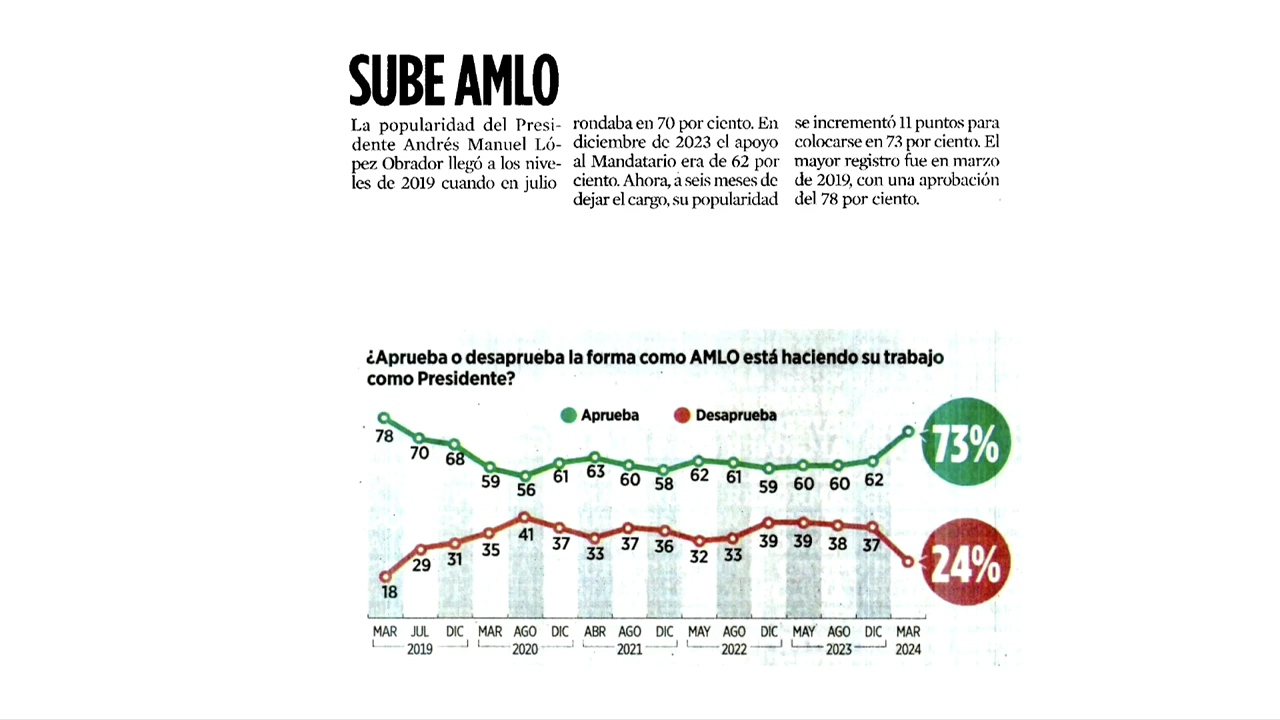 SUBE AMLO
La popularidad del Presi-
dente Andrés Manuel Ló-
pez Obrador llegó a los nive-
les de 2019 cuando en julio
rondaba en 70 por ciento. En
diciembre de 2023 el apoyo
al Mandatario era de 62 por
ciento. Ahora, a seis meses de
dejar el cargo, su popularidad
se incrementó 11 puntos para
colocarse en 73 por ciento. El
mayor registro fue en marzo
de 2019, con una aprobación
del 78 por ciento.
¿Aprueba o desaprueba la forma como AMLO está haciendo su trabajo
como Presidente?
Aprueba Desaprueba
78 70 68 59 56 61 63 60 58 62 61 59 60 60 62 73%
18 29 31 35 41 37 33 37 36 32 33 39 39 38 37 24%
MAR JUL DIC MAR AGO DIC ABR AGO DIC MAY AGO DIC MAY AGO DIC MAR
2019 2020 2021 2022 2023 2024